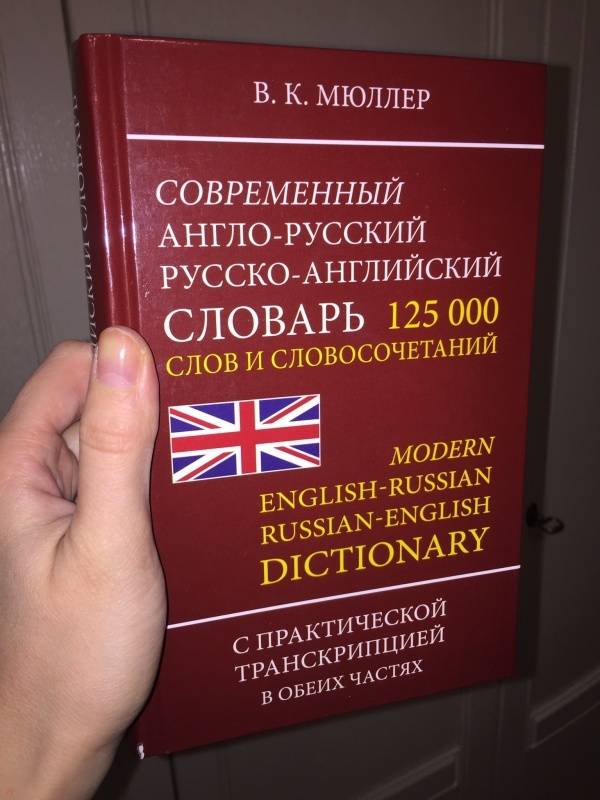 В. К. МЮЛЛЕР
СОВРЕМЕННЫЙ
АНГЛО-РУССКИЙ
РУССКО-АНГЛИЙСКИЙ
СЛОВАРЬ 125 000
СЛОВ И СЛОВОСОЧЕТАНИЙ
MODERN
ENGLISH-RUSSIAN
RUSSIAN-ENGLISH
DICTIONARY
С ПРАКТИЧЕСКОЙ
ТРАНСКРИПЦИЕЙ
В ОБЕИХ ЧАСТЯХ
СЛОВАРЬ